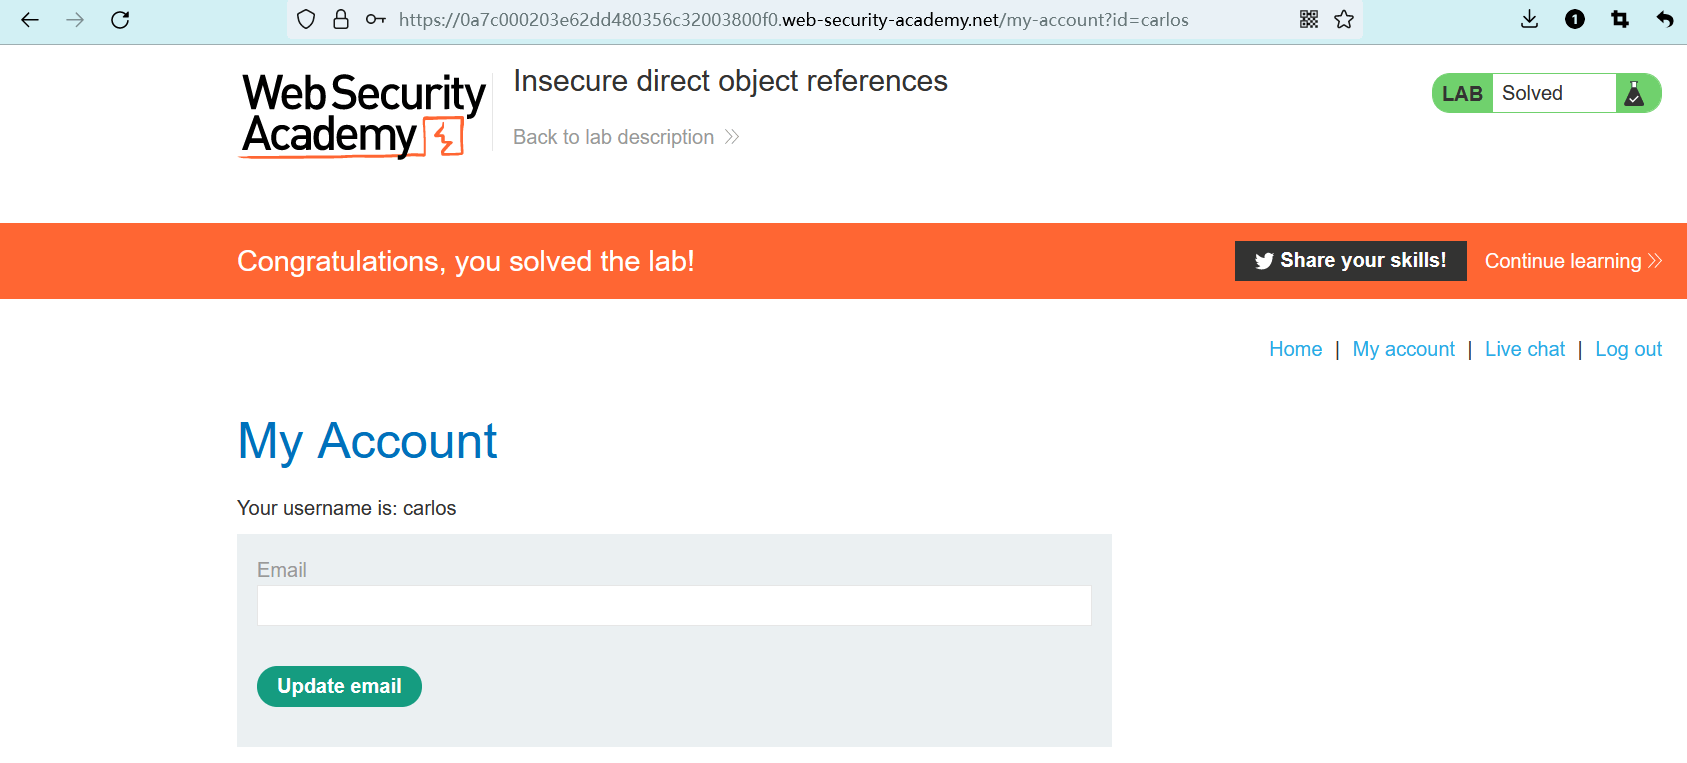 https://0a7c000203e62dd480356c32003800f0.web-security-academy.net/my-account?id=carlos
1
Web Security
Academy
Insecure direct object references
Back to lab description
LAB Solved
Congratulations, you solved the lab!
Share your skills!
Continue learning
Home | My account | Live chat | Log out
My Account
Your username is: carlos
Email
Update email